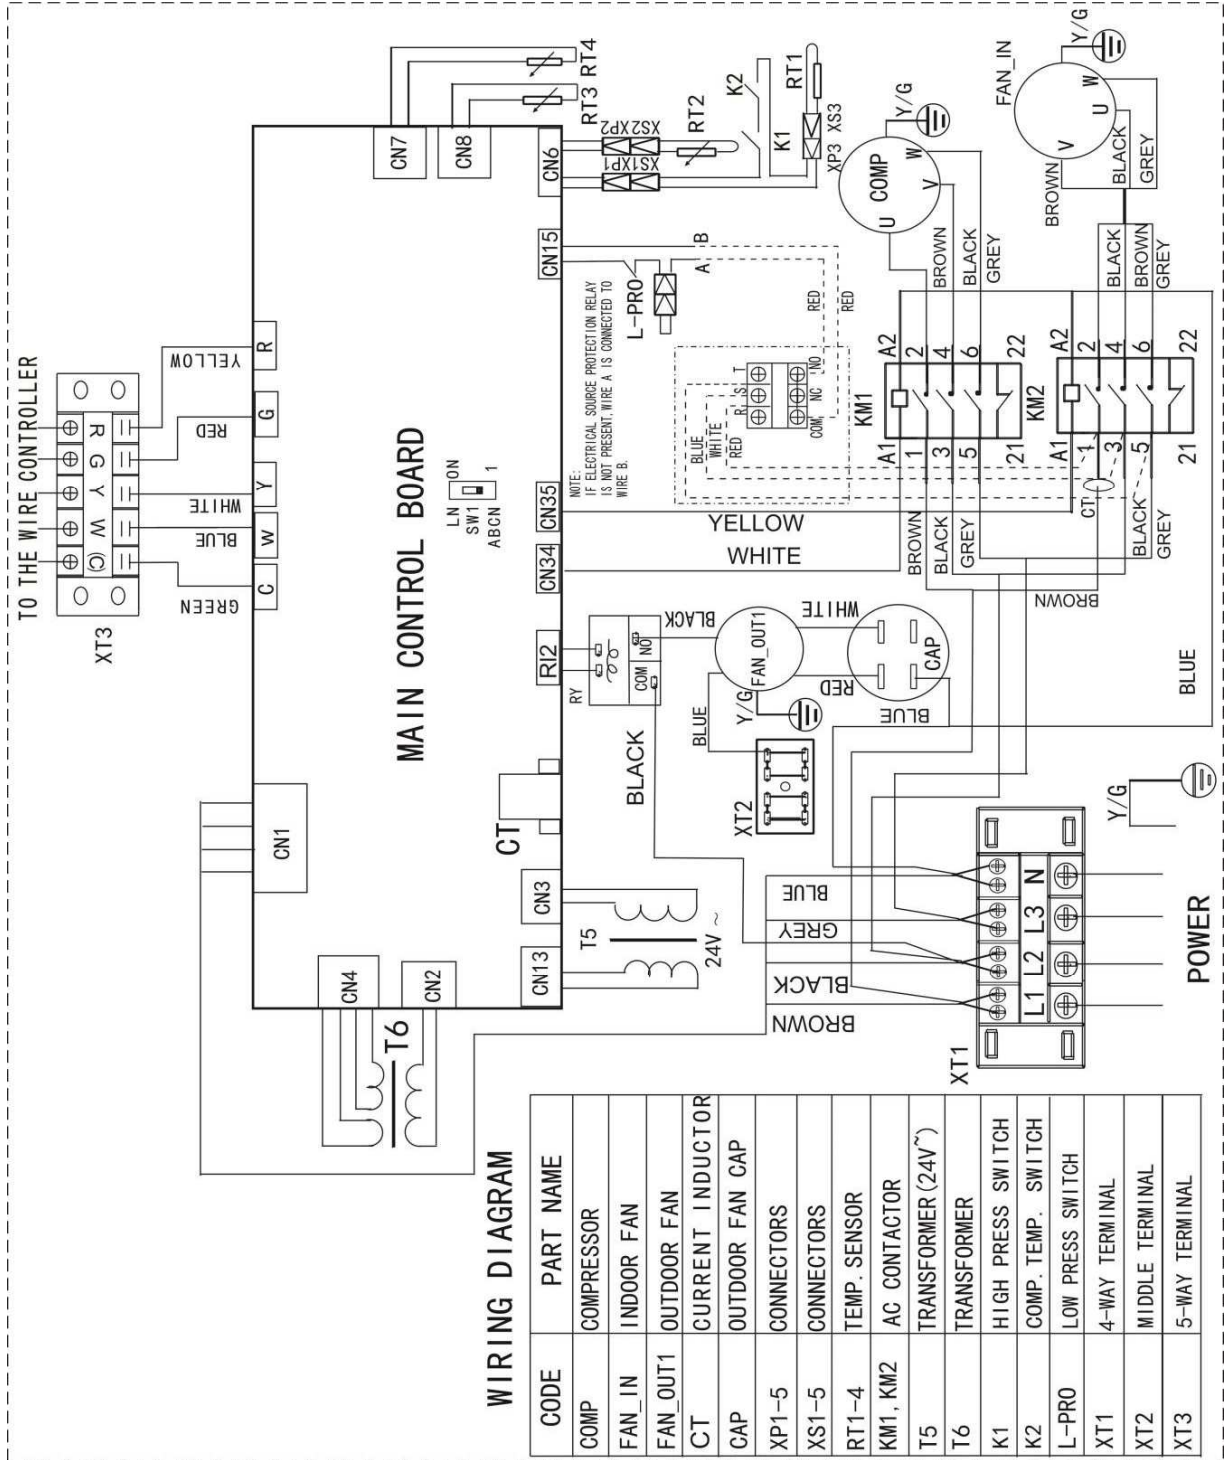 WIRING DIAGRAM
CODE PART NAME
COMP COMPRESSOR
FAN_IN INDOOR FAN
FAN_OUT1 OUTDOOR FAN
CT CURRENT INDUCTOR
CAP OUTDOOR FAN CAP
XP1-5 CONNECTORS
XS1-5 CONNECTORS
RT1-4 TEMP. SENSOR
KM1, KM2 AC CONTACTOR
T5 TRANSFORMER(24V~)
T6 TRANSFORMER
K1 HIGH PRESS SWITCH
K2 COMP. TEMP. SWITCH
L-PRO LOW PRESS SWITCH
XT1 4-WAY TERMINAL
XT2 MIDDLE TERMINAL
XT3 5-WAY TERMINAL
TO THE WIRE CONTROLLER
XT3
(C) W Y G R
GREEN
BLUE
WHITE
RED
YELLOW
C W Y G R
CN1
CN7
CN8
RT4
RT3
MAIN CONTROL BOARD
LN ON
SW1
ABCN 1
CN4
CN2
T6
CN13
CN3
CT
RI2
CN34
CN35
CN15
CN6
T5
24V ~
RY
COM NO
BLACK
BLACK
NOTE:
IF ELECTRICAL SOURCE PROTECTION RELAY
IS NOT PRESENT, WIRE A IS CONNECTED TO
WIRE B.
L-PRO
A B
XS1XP1
XS2XP2
RT2
K2
K1
XP3 XS3
RT1
RED
RED
R S T
COM NC NO
BLUE
WHITE
RED
YELLOW
WHITE
BLUE
Y/G
FAN_OUT1
WHITE
RED
CAP
BLUE
XT2
COMP
U V W
Y/G
BROWN
BLACK
GREY
KM1
A1 A2
1 2
3 4
5 6
21 22
BROWN
BLACK
GREY
KM2
A1 A2
1 2
3 4
5 6
21 22
CT
BROWN
BLACK
GREY
BLACK
BROWN
GREY
FAN_IN
V U W
Y/G
BROWN
BLACK
GREY
BLUE
BROWN
BLACK
GREY
BLUE
XT1
L1 L2 L3 N
Y/G
POWER